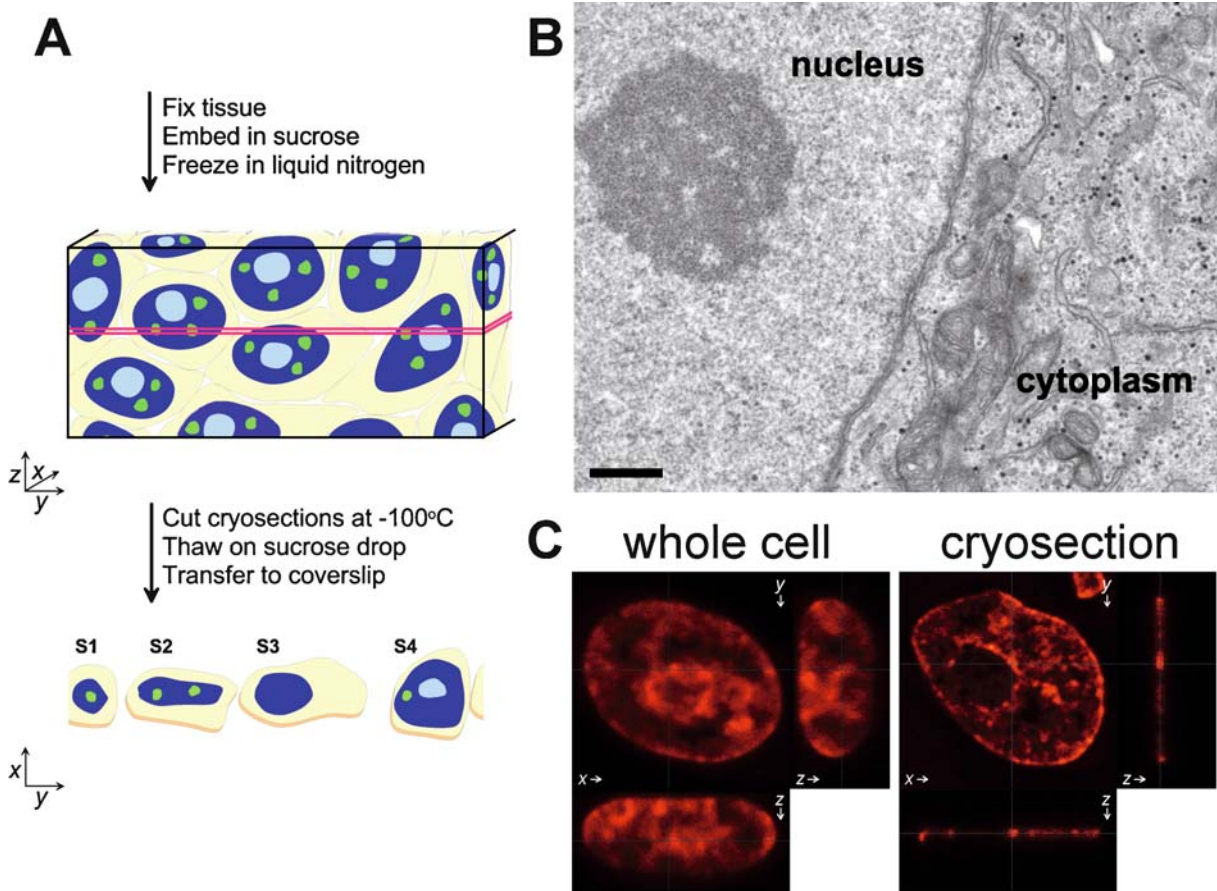 A
Fix tissue
Embed in sucrose
Freeze in liquid nitrogen
z
x
y
Cut cryosections at -100ºC
Thaw on sucrose drop
Transfer to coverslip
S1
S2
S3
S4
x
y
B
nucleus
cytoplasm
C
whole cell
cryosection
y
x
z
z
y
x
z
z